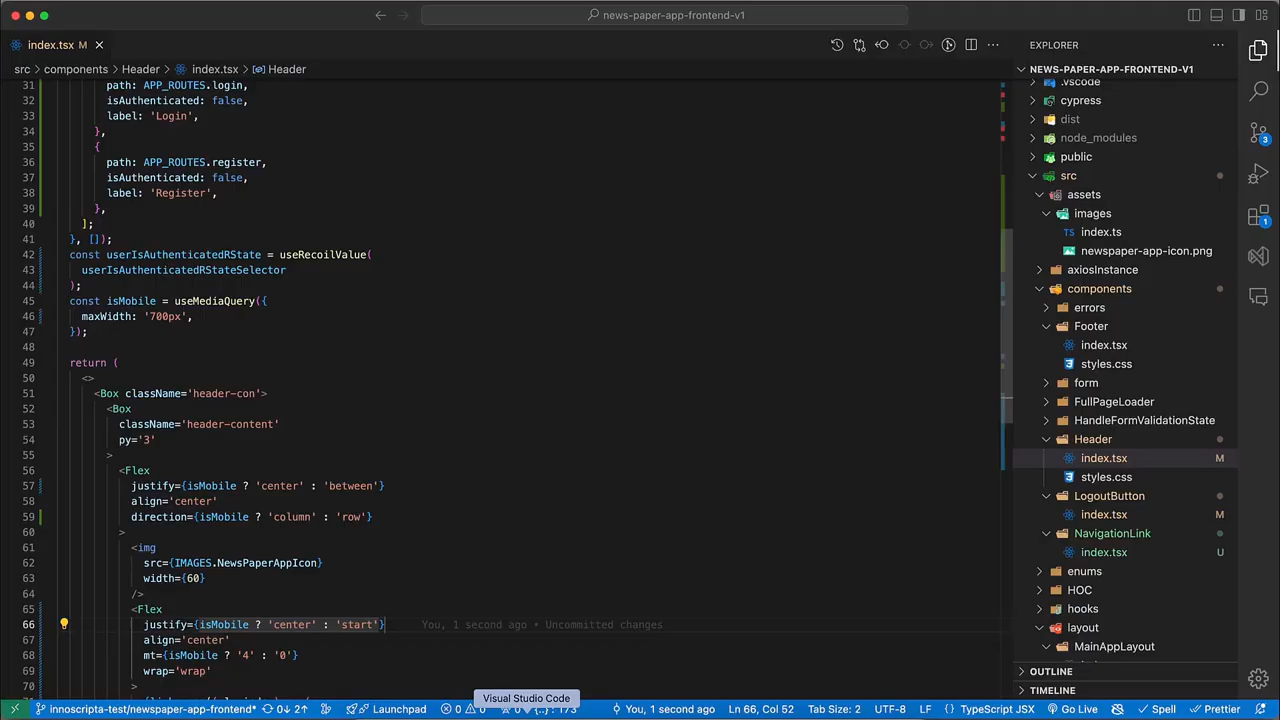 news-paper-app-frontend-v1
index.tsx M
EXPLORER
src
components
Header
index.tsx
Header
NEWS-PAPER-APP-FRONTEND-V1
31 path: APP_ROUTES.login,
32 isAuthenticated: false,
33 label: 'Login',
34 },
35 {
36 path: APP_ROUTES.register,
37 isAuthenticated: false,
38 label: 'Register',
39 },
40 ];
41 }, []);
42 const userIsAuthenticatedRState = useRecoilValue(
43 userIsAuthenticatedRStateSelector
44 );
45 const isMobile = useMediaQuery({
46 maxWidth: '700px',
47 });
48
49 return (
50 <>
51 <Box className='header-con'>
52 <Box
53 className='header-content'
54 py='3'
55 >
56 <Flex
57 justify={isMobile ? 'center' : 'between'}
58 align='center'
59 direction={isMobile ? 'column' : 'row'}
60 >
61 <img
62 src={IMAGES.NewsPaperAppIcon}
63 width={60}
64 />
65 <Flex
66 justify={isMobile ? 'center' : 'start'} You, 1 second ago • Uncommitted changes
67 align='center'
68 mt={isMobile ? '4' : '0'}
69 wrap='wrap'
70 >
.vscode
cypress
dist
node_modules
public
src
assets
images
TS index.ts
newspaper-app-icon.png
axiosInstance
components
errors
Footer
index.tsx
styles.css
form
FullPageLoader
HandleFormValidationState
Header
index.tsx M
styles.css
LogoutButton
index.tsx M
NavigationLink
index.tsx U
enums
HOC
hooks
layout
MainAppLayout
OUTLINE
TIMELINE
3
1
Visual Studio Code
innoscripta-test/newspaper-app-frontend* 0↓ 2↑
Launchpad
0 0
0
{..}: 173
You, 1 second ago
Ln 66, Col 52
Tab Size: 2
UTF-8
LF
{} TypeScript JSX
Go Live
Spell
Prettier